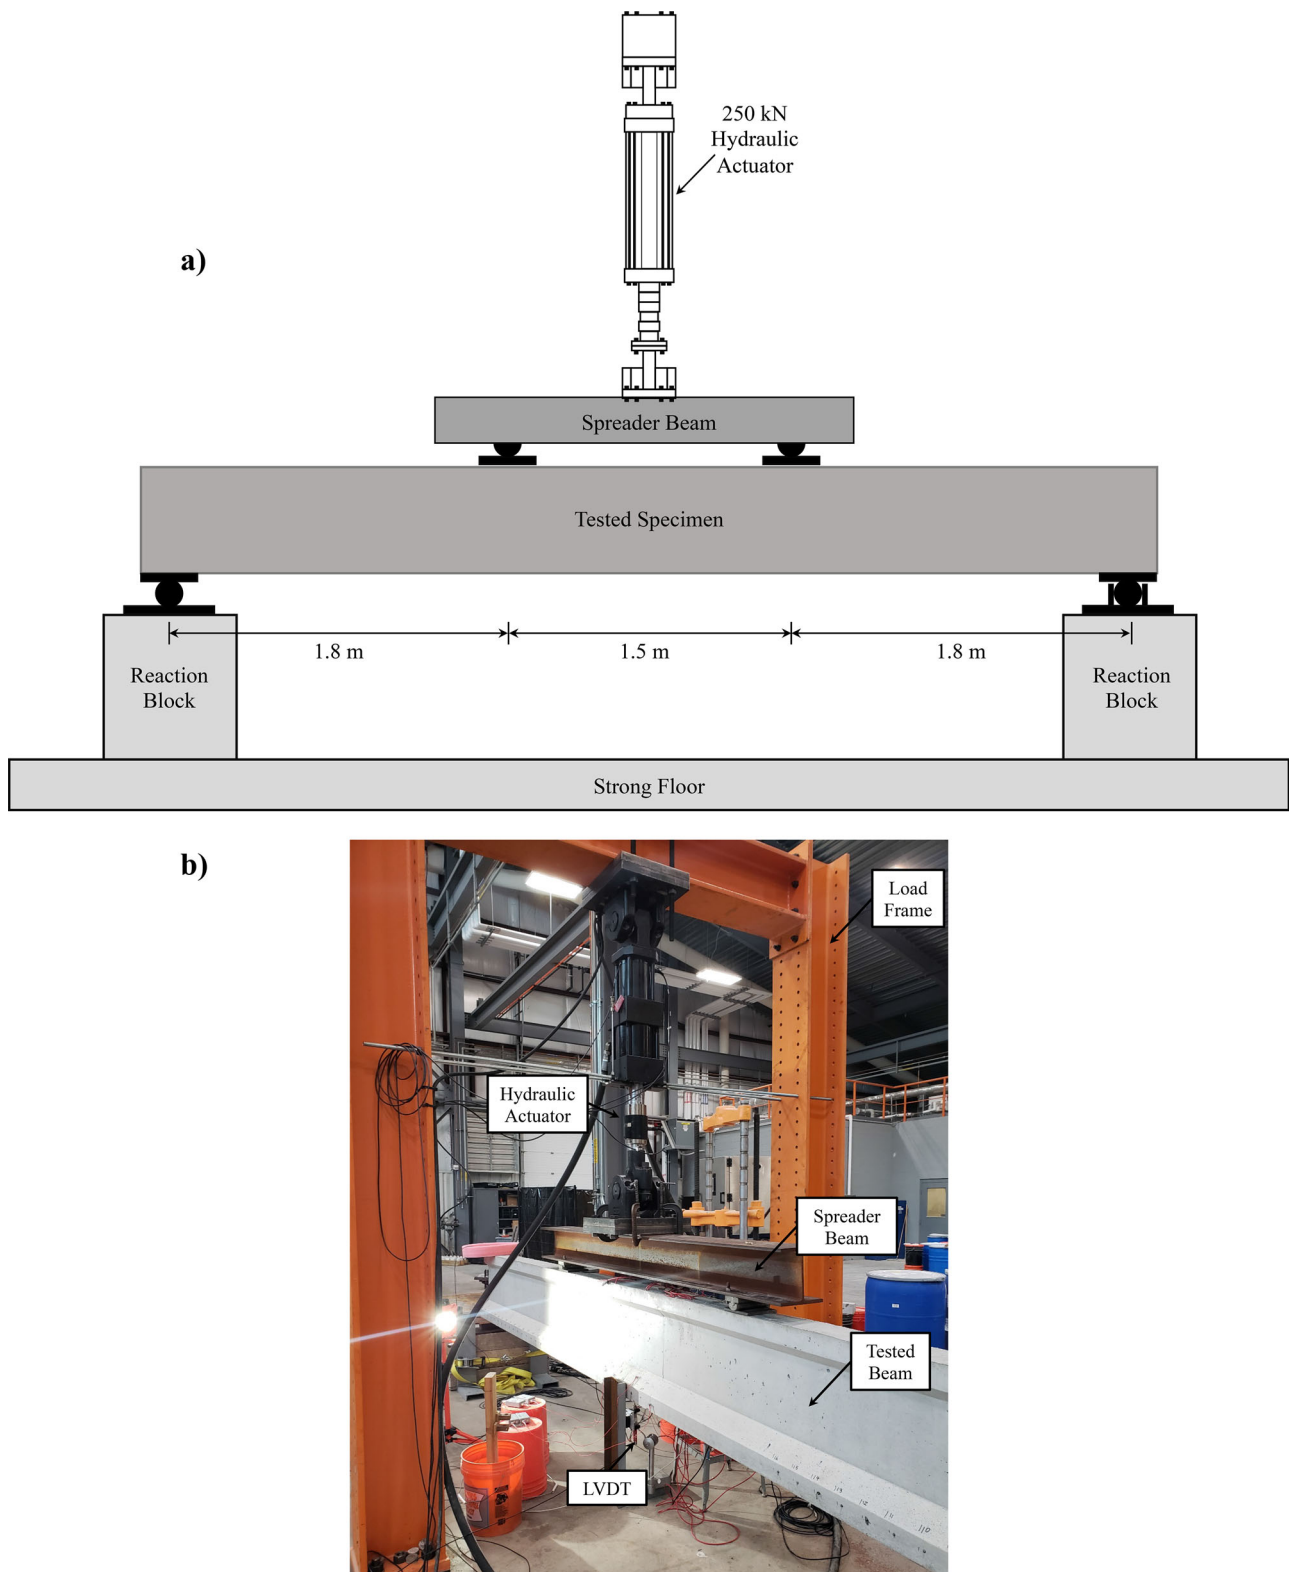 250 kN
Hydraulic
Actuator
a)
Spreader Beam
Tested Specimen
1.8 m
1.5 m
1.8 m
Reaction
Block
Reaction
Block
Strong Floor
b)
Load
Frame
Hydraulic
Actuator
Spreader
Beam
Tested
Beam
LVDT